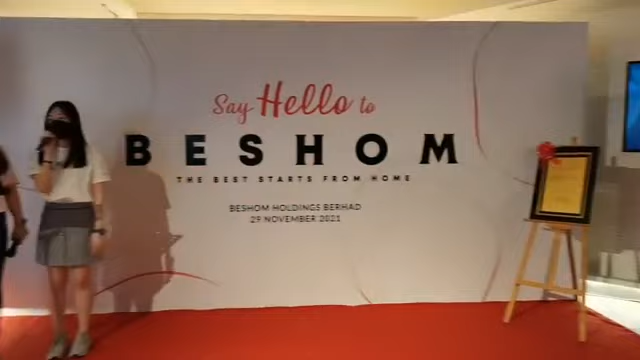 Say Hello to
BESHOM
THE BEST STARTS FROM HOME
BESHOM HOLDINGS BERHAD
29 NOVEMBER 2021